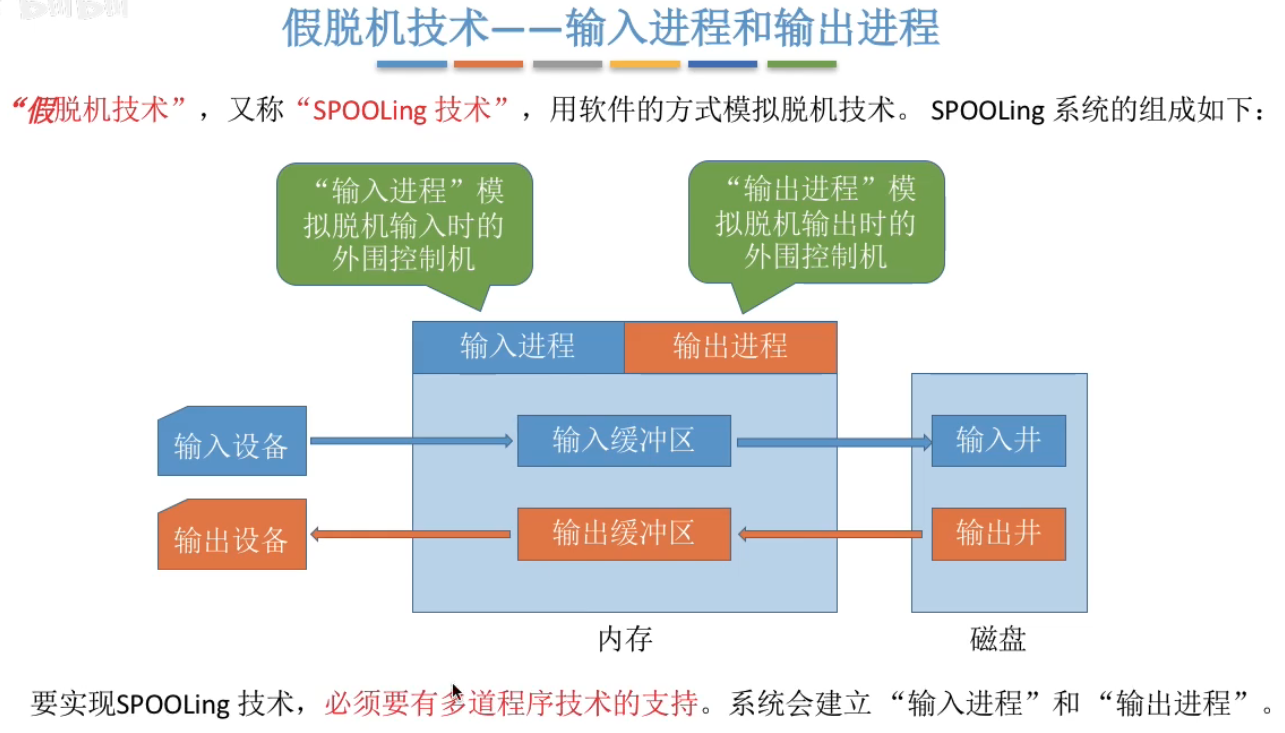 假脱机技术——输入进程和输出进程
“假脱机技术”，又称“SPOOLing 技术”，用软件的方式模拟脱机技术。SPOOLing 系统的组成如下：
“输入进程”模
拟脱机输入时的
外围控制机
“输出进程”模
拟脱机输出时的
外围控制机
输入进程
输出进程
输入设备
输入缓冲区
输入井
输出设备
输出缓冲区
输出井
内存
磁盘
要实现SPOOLing 技术，必须要有多道程序技术的支持。系统会建立“输入进程”和“输出进程”。